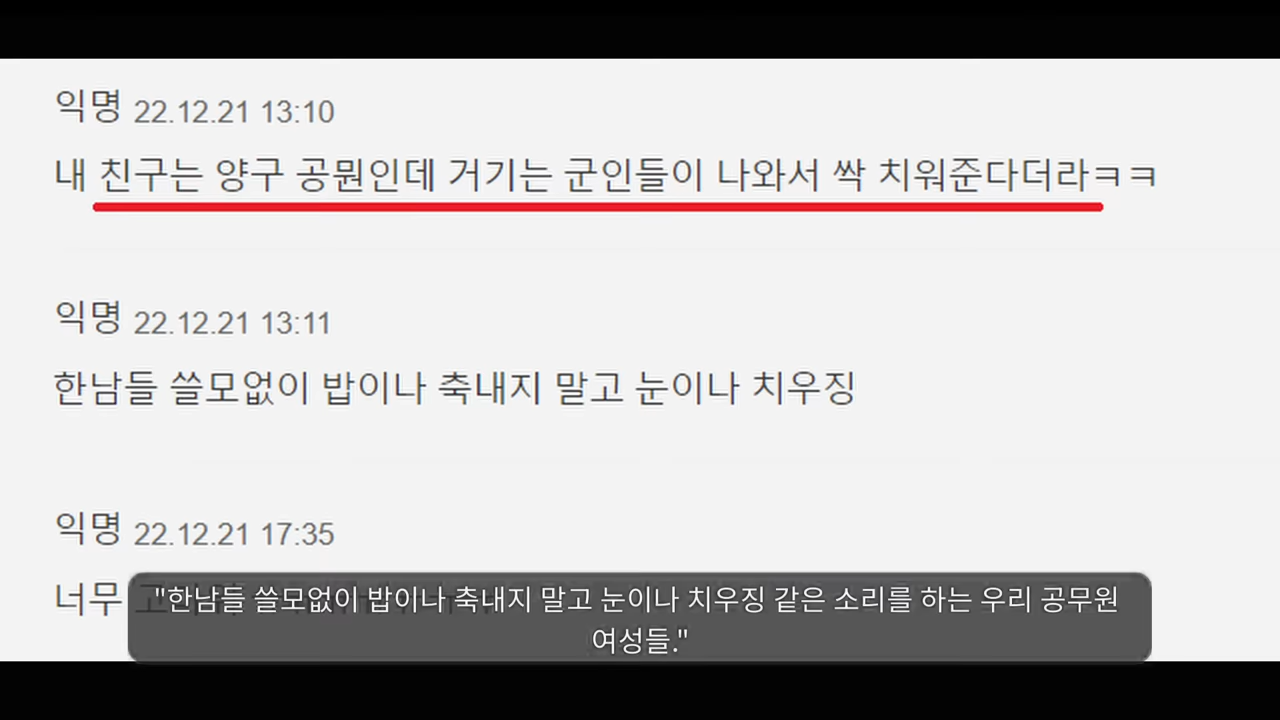 익명 22.12.21 13:10
내 친구는 양구 공뭔인데 거기는 군인들이 나와서 싹 치워준다더라ㅋㅋ
익명 22.12.21 13:11
한남들 쓸모없이 밥이나 축내지 말고 눈이나 치우징
익명 22.12.21 17:35
너무
"한남들 쓸모없이 밥이나 축내지 말고 눈이나 치우징 같은 소리를 하는 우리 공무원
여성들."